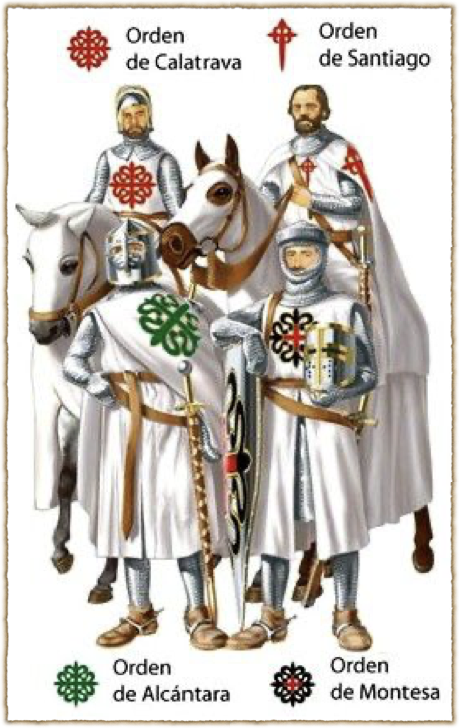 Orden
de Calatrava
Orden
de Santiago
Orden
de Alcántara
Orden
de Montesa